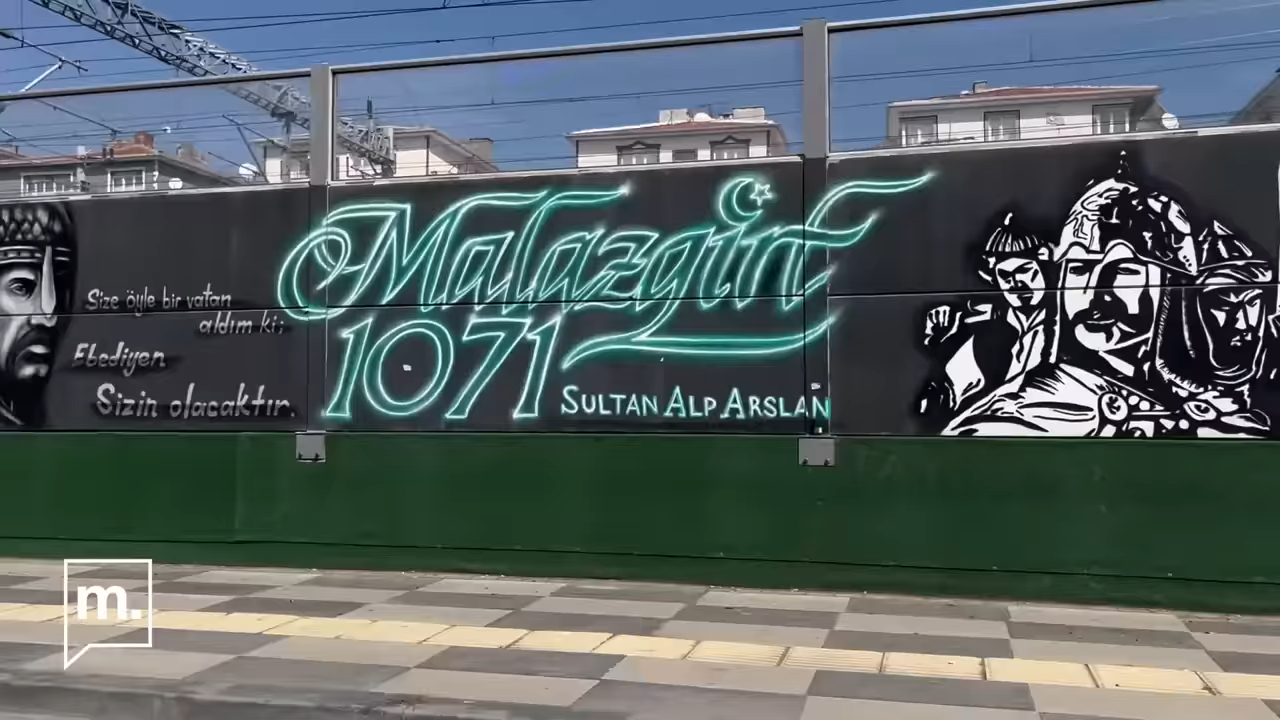 Size öyle bir vatan
aldım ki;
Ebediyen
Sizin olacaktır.
Malazgirt
1071
SULTAN ALP ARSLAN
m.